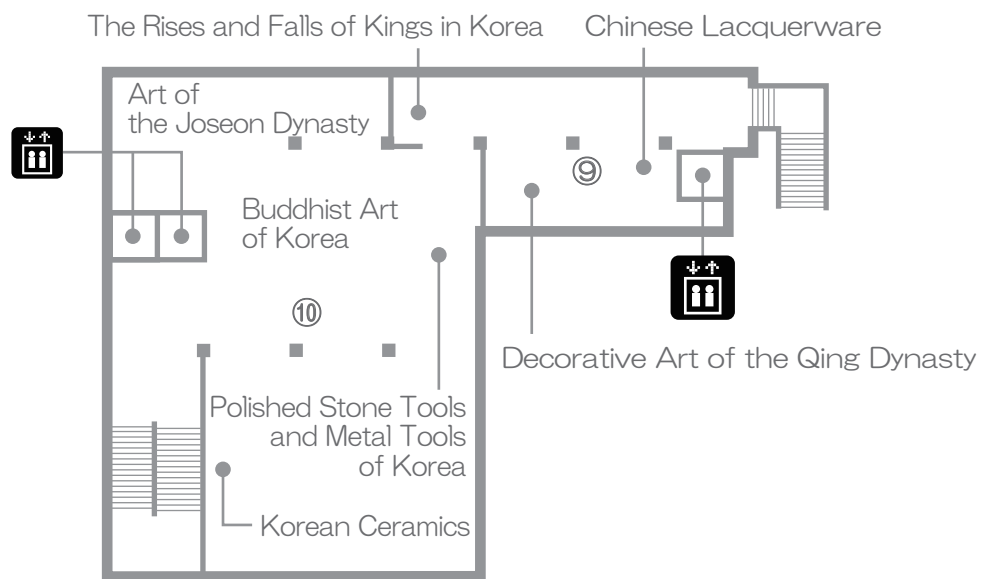 The Rises and Falls of Kings in Korea
Chinese Lacquerware
Art of
the Joseon Dynasty
⑨
Buddhist Art
of Korea
⑩
Decorative Art of the Qing Dynasty
Polished Stone Tools
and Metal Tools
of Korea
Korean Ceramics